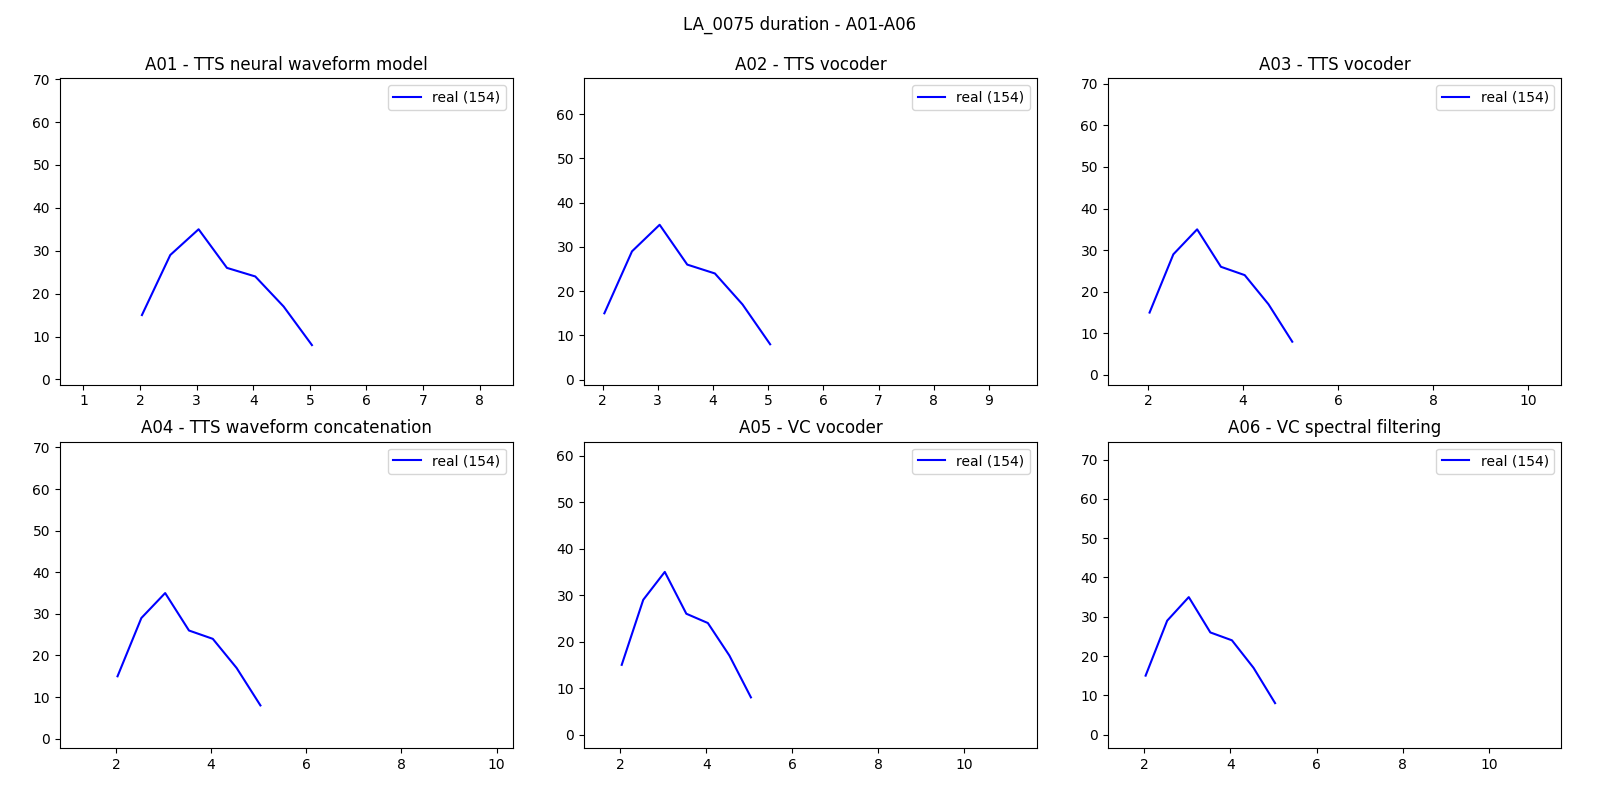 LA_0075 duration - A01-A06
A01 - TTS neural waveform model
real (154)
70
60
50
40
30
20
10
0
1 2 3 4 5 6 7 8
A02 - TTS vocoder
real (154)
60
50
40
30
20
10
0
2 3 4 5 6 7 8 9
A03 - TTS vocoder
real (154)
70
60
50
40
30
20
10
0
2 4 6 8 10
A04 - TTS waveform concatenation
real (154)
70
60
50
40
30
20
10
0
2 4 6 8 10
A05 - VC vocoder
real (154)
60
50
40
30
20
10
0
2 4 6 8 10
A06 - VC spectral filtering
real (154)
70
60
50
40
30
20
10
0
2 4 6 8 10